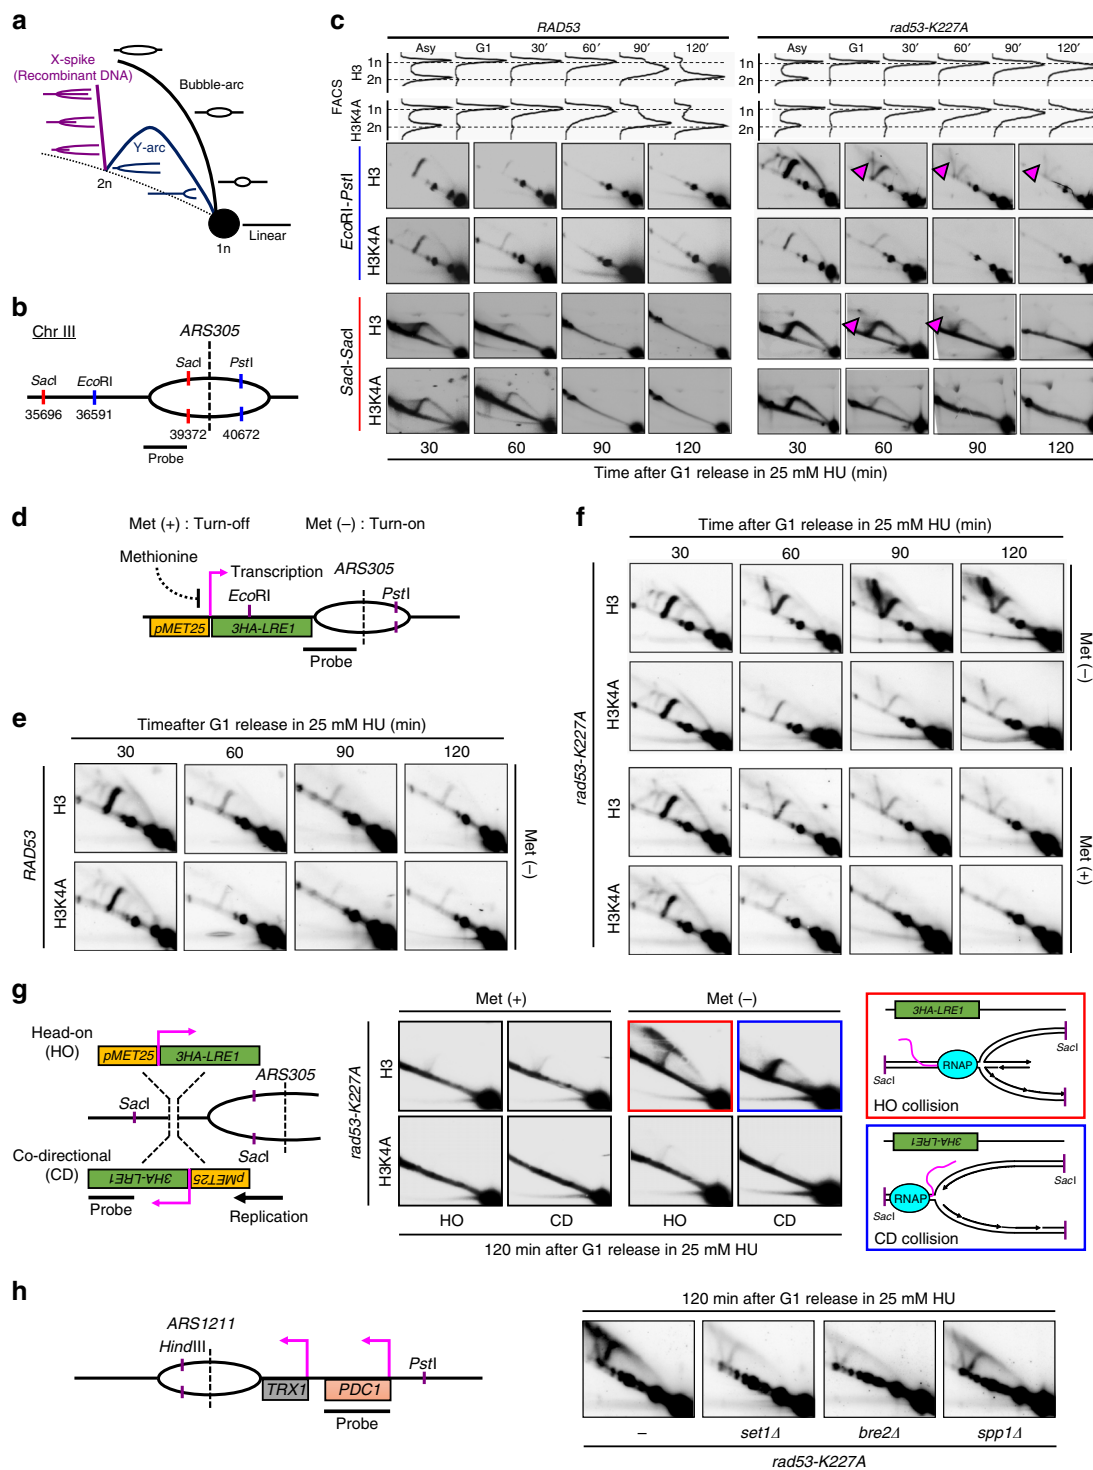 a
X-spike
(Recombinant DNA)
Bubble-arc
Y-arc
2n
1n
Linear
b
Chr III
ARS305
SacI
EcoRI
SacI
PstI
35696
36591
39372
40672
Probe
c
RAD53
rad53-K227A
Asy
G1
30′
60′
90′
120′
Asy
G1
30′
60′
90′
120′
FACS
H3
H3K4A
1n
2n
1n
2n
1n
2n
1n
2n
EcoRI-PstI
H3
H3K4A
SacI-SacI
H3
H3K4A
30
60
90
120
30
60
90
120
Time after G1 release in 25 mM HU (min)
d
Met (+) : Turn-off
Met (–) : Turn-on
Methionine
Transcription
ARS305
EcoRI
PstI
pMET25
3HA-LRE1
Probe
e
Timeafter G1 release in 25 mM HU (min)
30
60
90
120
RAD53
H3
H3K4A
Met (–)
f
Time after G1 release in 25 mM HU (min)
30
60
90
120
rad53-K227A
H3
H3K4A
Met (–)
H3
H3K4A
Met (+)
g
Head-on
(HO)
pMET25
3HA-LRE1
ARS305
SacI
SacI
Co-directional
(CD)
3HA-LRE1
pMET25
Probe
Replication
Met (+)
Met (–)
rad53-K227A
H3
H3K4A
HO
CD
HO
CD
120 min after G1 release in 25 mM HU
3HA-LRE1
SacI
RNAP
SacI
HO collision
3HA-LRE1
RNAP
SacI
SacI
CD collision
h
ARS1211
HindIII
PstI
TRX1
PDC1
Probe
120 min after G1 release in 25 mM HU
–
set1Δ
bre2Δ
spp1Δ
rad53-K227A